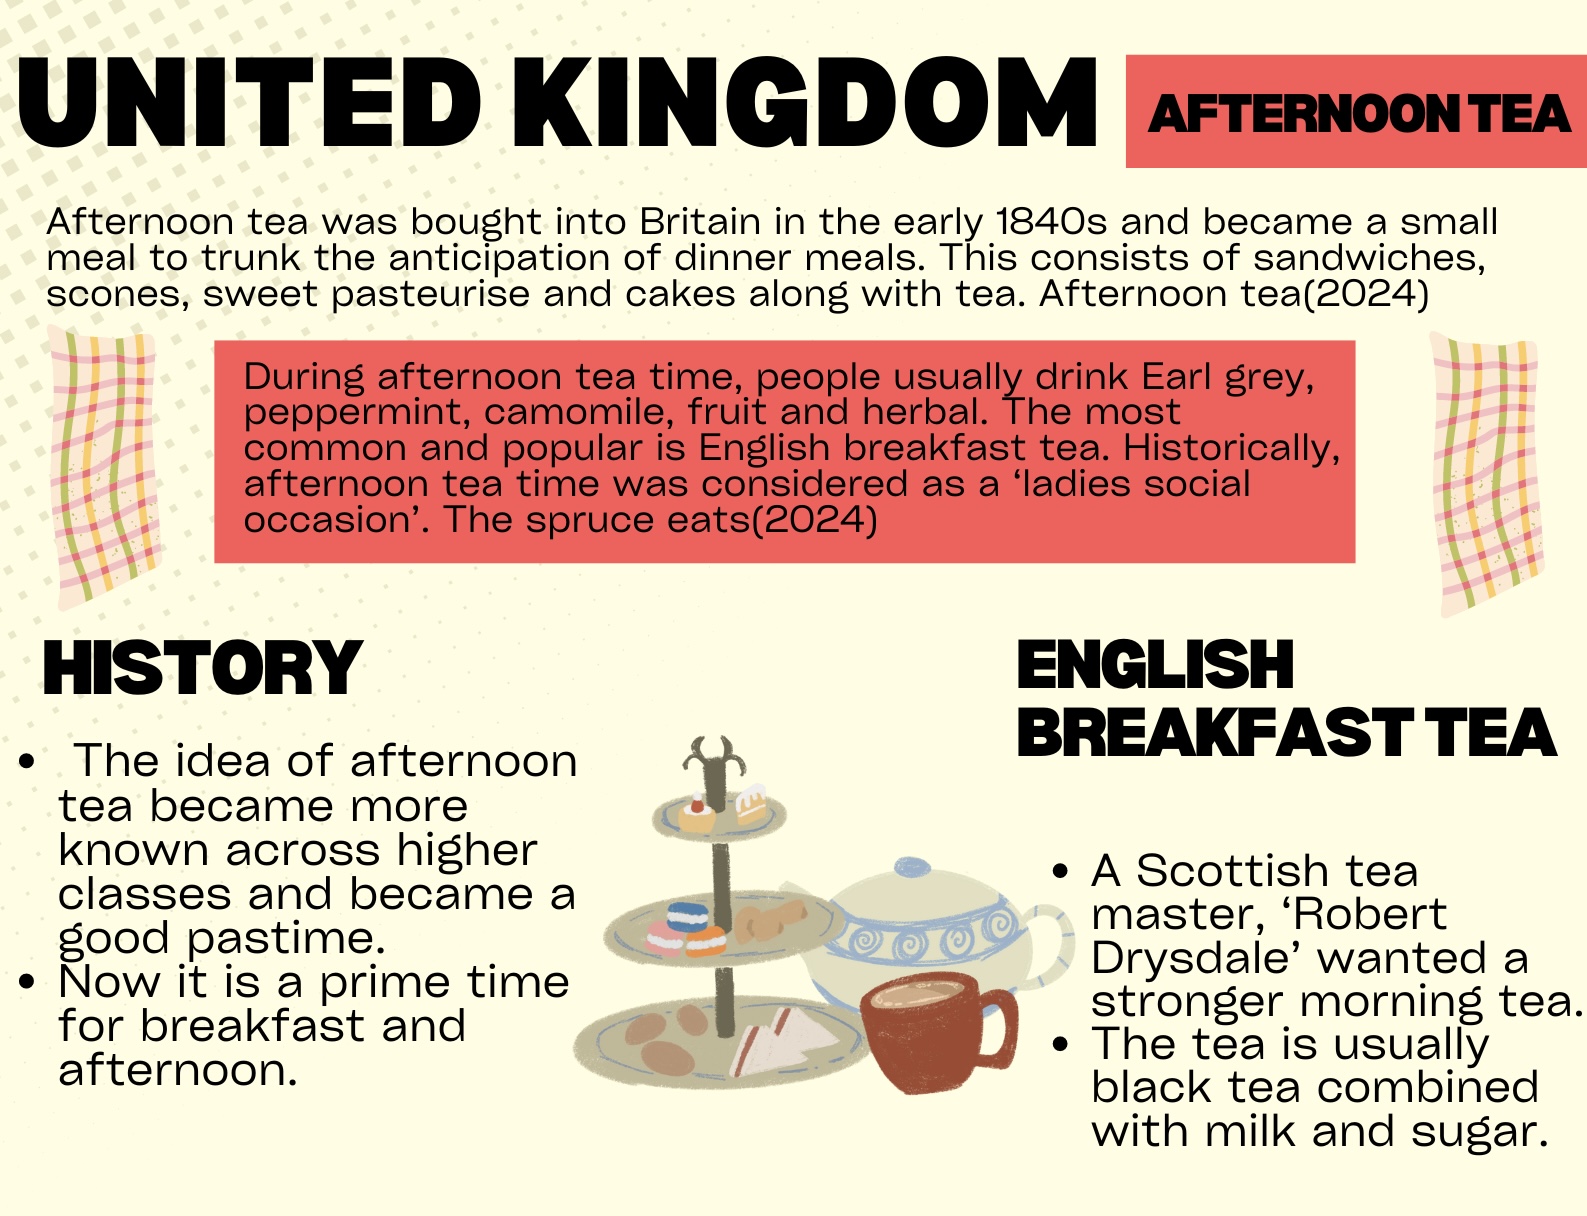 UNITED KINGDOM
AFTERNOON TEA
Afternoon tea was bought into Britain in the early 1840s and became a small
meal to trunk the anticipation of dinner meals. This consists of sandwiches,
scones, sweet pasteurise and cakes along with tea. Afternoon tea(2024)
During afternoon tea time, people usually drink Earl grey,
peppermint, camomile, fruit and herbal. The most
common and popular is English breakfast tea. Historically,
afternoon tea time was considered as a ‘ladies social
occasion’. The spruce eats(2024)
HISTORY
• The idea of afternoon
tea became more
known across higher
classes and became a
good pastime.
• Now it is a prime time
for breakfast and
afternoon.
ENGLISH
BREAKFAST TEA
• A Scottish tea
master, ‘Robert
Drysdale’ wanted a
stronger morning tea.
• The tea is usually
black tea combined
with milk and sugar.